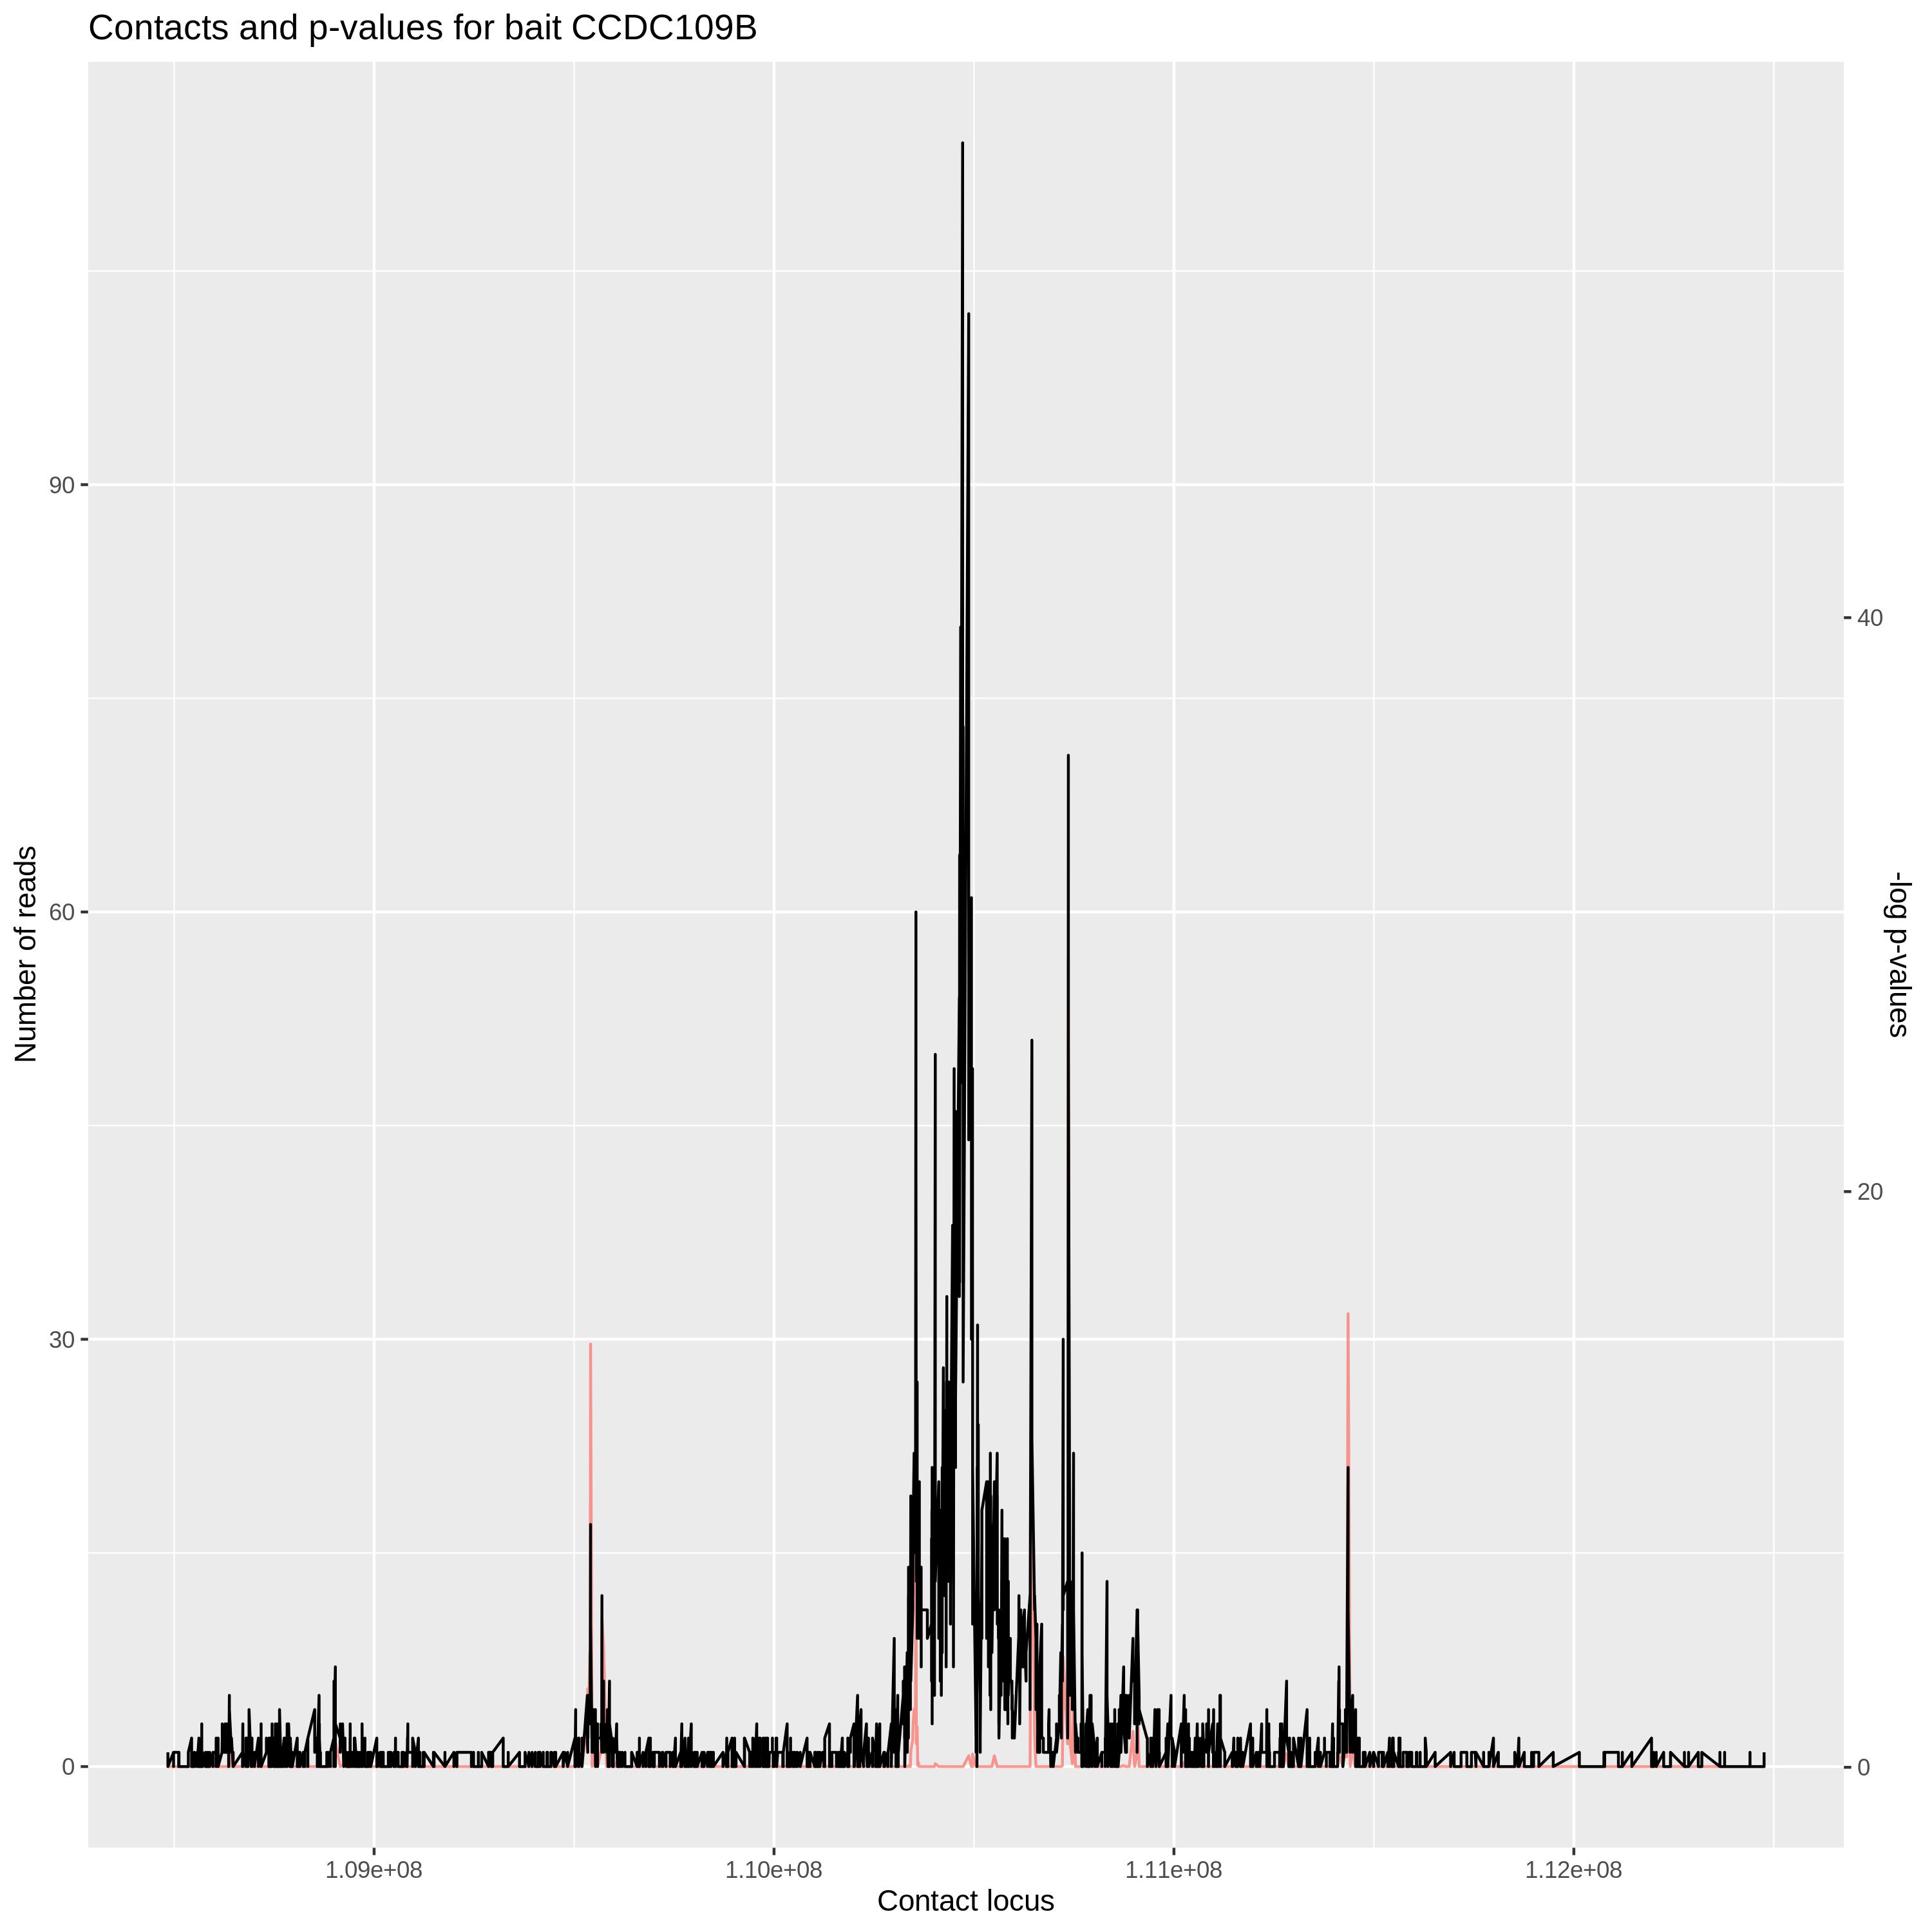 Contacts and p-values for bait CCDC109B
90
60
30
0
Number of reads
40
20
0
-log p-values
1.09e+08
1.10e+08
1.11e+08
1.12e+08
Contact locus